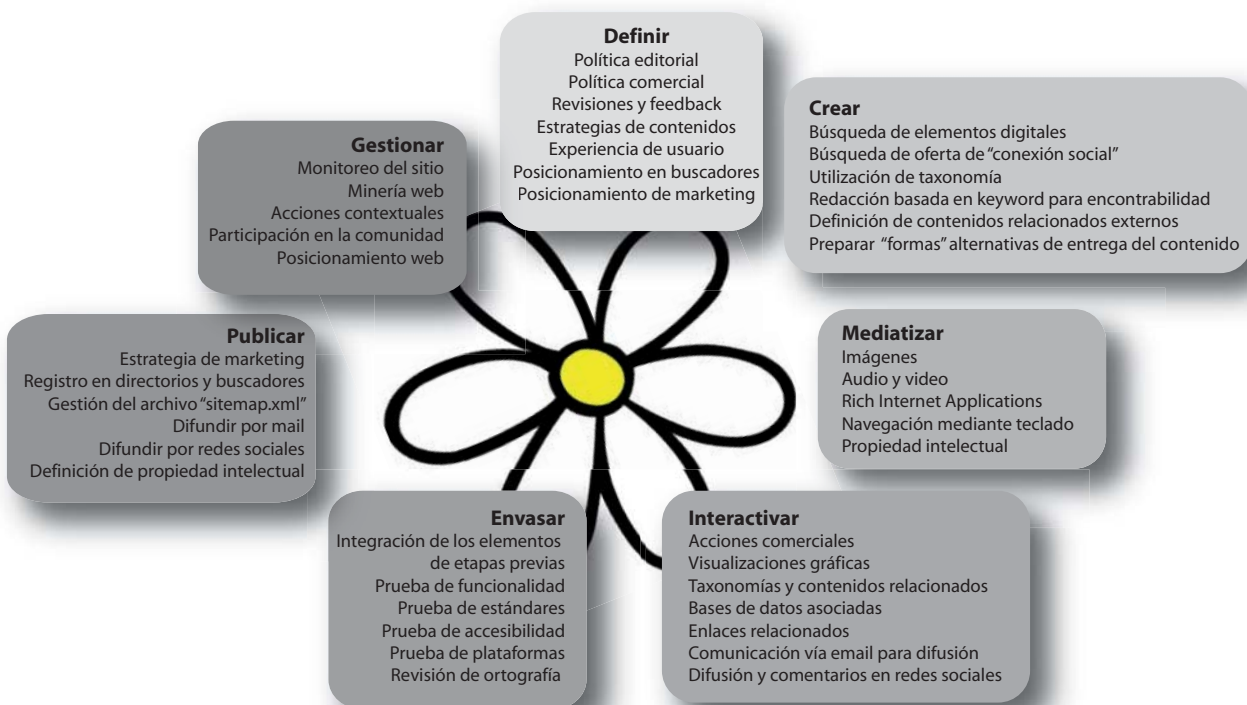 Definir
Política editorial
Política comercial
Revisiones y feedback
Estrategias de contenidos
Experiencia de usuario
Posicionamiento en buscadores
Posicionamiento de marketing
Crear
Búsqueda de elementos digitales
Búsqueda de oferta de “conexión social”
Utilización de taxonomía
Redacción basada en keyword para encontrabilidad
Definición de contenidos relacionados externos
Preparar “formas” alternativas de entrega del contenido
Mediatizar
Imágenes
Audio y video
Rich Internet Applications
Navegación mediante teclado
Propiedad intelectual
Interactivar
Acciones comerciales
Visualizaciones gráficas
Taxonomías y contenidos relacionados
Bases de datos asociadas
Enlaces relacionados
Comunicación vía email para difusión
Difusión y comentarios en redes sociales
Envasar
Integración de los elementos
de etapas previas
Prueba de funcionalidad
Prueba de estándares
Prueba de accesibilidad
Prueba de plataformas
Revisión de ortografía
Publicar
Estrategia de marketing
Registro en directorios y buscadores
Gestión del archivo “sitemap.xml”
Difundir por mail
Difundir por redes sociales
Definición de propiedad intelectual
Gestionar
Monitoreo del sitio
Minería web
Acciones contextuales
Participación en la comunidad
Posicionamiento web